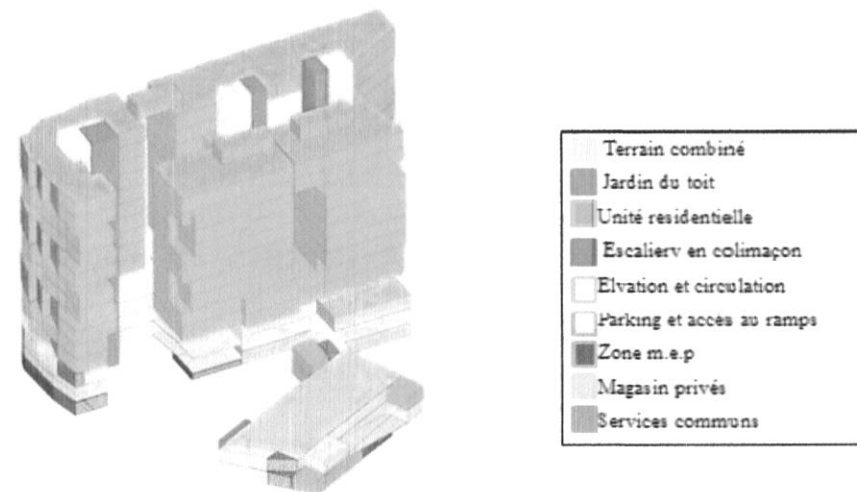 Terrain combiné
Jardin du toit
Unité residentielle
Escalierv en colimaçon
Elvation et circulation
Parking et acces au ramps
Zone m.e.p
Magasin privés
Services communs